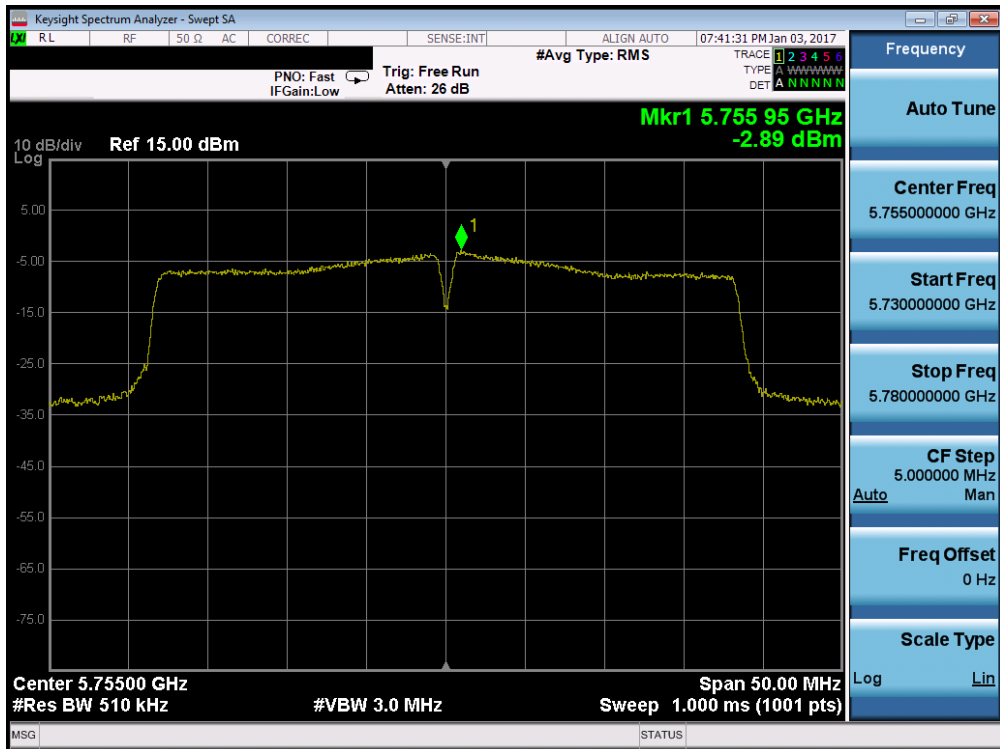 Keysight Spectrum Analyzer - Swept SA
LXI RL RF 50 Ω AC CORREC SENSE:INT ALIGN AUTO 07:41:31 PM Jan 03, 2017
#Avg Type: RMS
TRACE 1 2 3 4 5 6
TYPE A WWWWWW
DET A N N N N N
PNO: Fast Trig: Free Run
IFGain:Low Atten: 26 dB
Mkr1 5.755 95 GHz
-2.89 dBm
10 dB/div Ref 15.00 dBm
Log
5.00
1
-5.00
-15.0
-25.0
-35.0
-45.0
-55.0
-65.0
-75.0
Center 5.75500 GHz Span 50.00 MHz
#Res BW 510 kHz #VBW 3.0 MHz Sweep 1.000 ms (1001 pts)
MSG STATUS
Frequency
Auto Tune
Center Freq
5.755000000 GHz
Start Freq
5.730000000 GHz
Stop Freq
5.780000000 GHz
CF Step
5.000000 MHz
Auto Man
Freq Offset
0 Hz
Scale Type
Log Lin